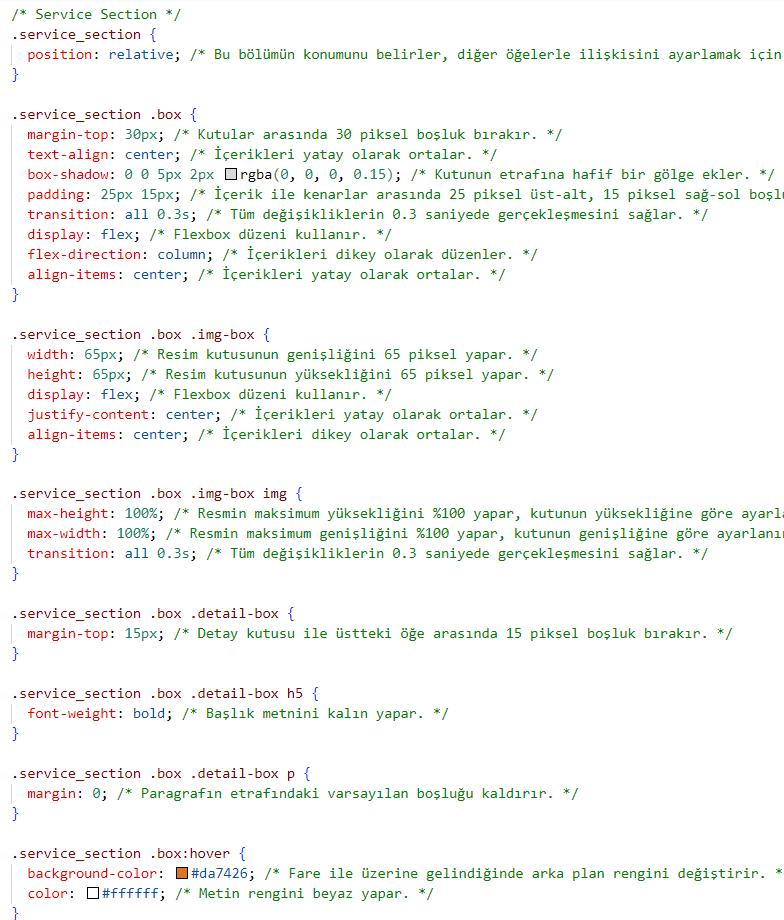 /* Service Section */
.service_section {
  position: relative; /* Bu bölümün konumunu belirler, diğer öğelerle ilişkisini ayarlamak için
}
.service_section .box {
  margin-top: 30px; /* Kutular arasında 30 piksel boşluk bırakır. */
  text-align: center; /* İçerikleri yatay olarak ortalar. */
  box-shadow: 0 0 5px 2px rgba(0, 0, 0, 0.15); /* Kutunun etrafına hafif bir gölge ekler. */
  padding: 25px 15px; /* İçerik ile kenarlar arasında 25 piksel üst-alt, 15 piksel sağ-sol
  transition: all 0.3s; /* Tüm değişikliklerin 0.3 saniyede gerçekleşmesini sağlar. */
  display: flex; /* Flexbox düzeni kullanır. */
  flex-direction: column; /* İçerikleri dikey olarak düzenler. */
  align-items: center; /* İçerikleri yatay olarak ortalar. */
}
.service_section .box .img-box {
  width: 65px; /* Resim kutusunun genişliğini 65 piksel yapar. */
  height: 65px; /* Resim kutusunun yüksekliğini 65 piksel yapar. */
  display: flex; /* Flexbox düzeni kullanır. */
  justify-content: center; /* İçerikleri yatay olarak ortalar. */
  align-items: center; /* İçerikleri dikey olarak ortalar. */
}
.service_section .box .img-box img {
  max-height: 100%; /* Resmin maksimum yüksekliğini %100 yapar, kutunun yüksekliğine göre
  max-width: 100%; /* Resmin maksimum genişliğini %100 yapar, kutunun genişliğine göre
  transition: all 0.3s; /* Tüm değişikliklerin 0.3 saniyede gerçekleşmesini sağlar. */
}
.service_section .box .detail-box {
  margin-top: 15px; /* Detay kutusu ile üstteki öğe arasında 15 piksel boşluk bırakır. */
}
.service_section .box .detail-box h5 {
  font-weight: bold; /* Başlık metnini kalın yapar. */
}
.service_section .box .detail-box p {
  margin: 0; /* Paragrafın etrafındaki varsayılan boşluğu kaldırır. */
}
.service_section .box:hover {
  background-color: #da7426; /* Fare ile üzerine gelindiğinde arka plan rengini değiştirir. *
  color: #ffffff; /* Metin rengini beyaz yapar. */
}